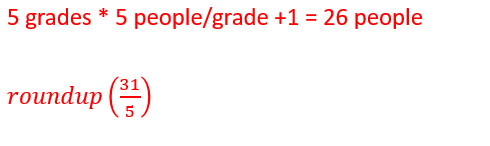 5 grades * 5 people/grade +1 = 26 people
roundup(31/5)